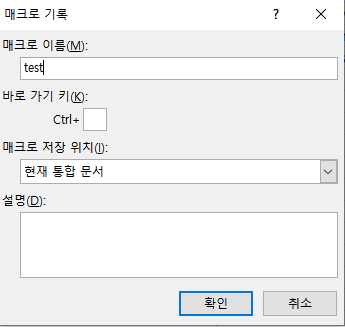 매크로 기록
매크로 이름(M):
test
바로 가기 키(K):
Ctrl+
매크로 저장 위치(I):
현재 통합 문서
설명(D):
확인 취소